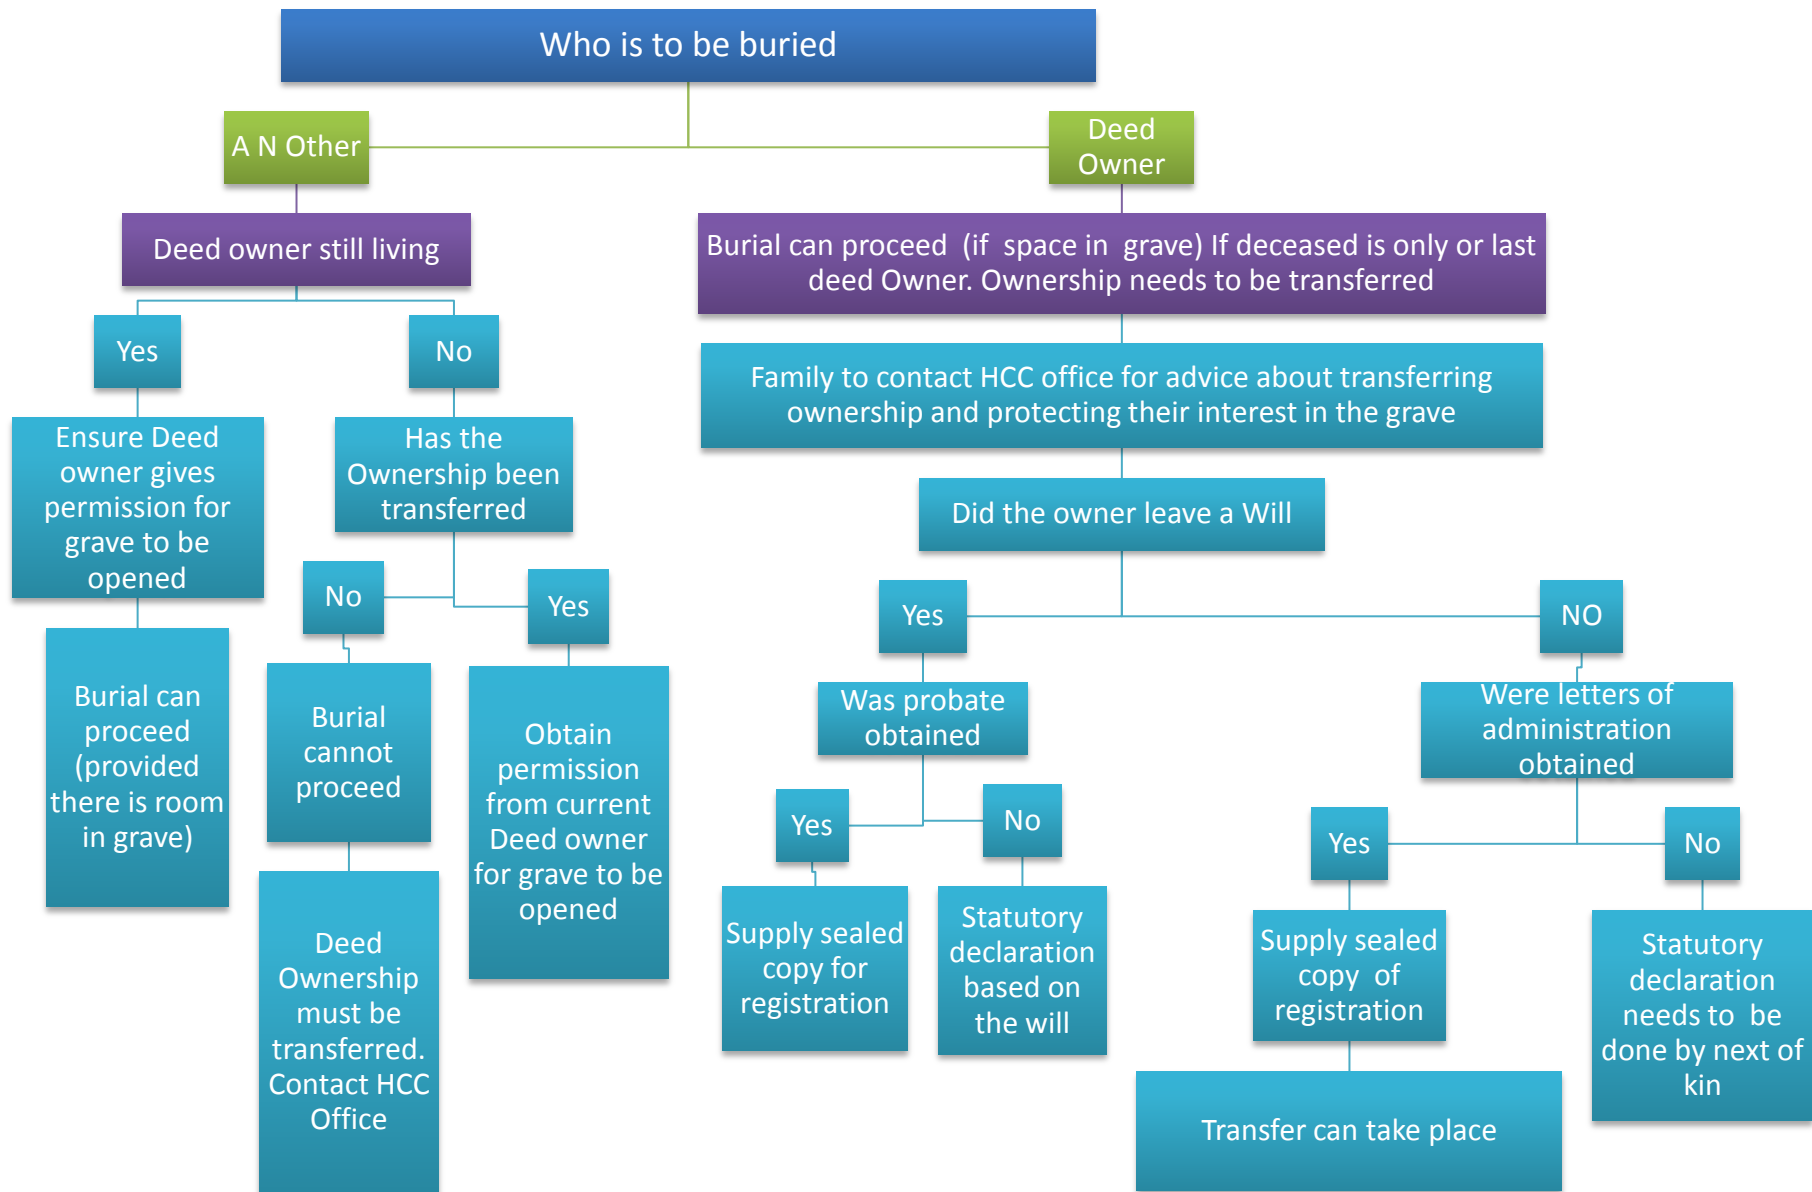 Who is to be buried
A N Other
Deed
Owner
Deed owner still living
Burial can proceed  (if  space in  grave) If deceased is only or last
deed Owner. Ownership needs to be transferred
Yes
No
Family to contact HCC office for advice about transferring
ownership and protecting their interest in the grave
Ensure Deed
owner gives
permission for
grave to be
opened
Has the
Ownership been
transferred
Did the owner leave a Will
No
Yes
Yes
NO
Burial can
proceed
(provided
there is room
in grave)
Burial
cannot
proceed
Obtain
permission
from current
Deed owner
for grave to be
opened
Was probate
obtained
Were letters of
administration
obtained
Yes
No
Yes
No
Deed
Ownership
must be
transferred.
Contact HCC
Office
Supply sealed
copy for
registration
Statutory
declaration
based on
the will
Supply sealed
copy  of
registration
Statutory
declaration
needs to  be
done by next of
kin
Transfer can take place